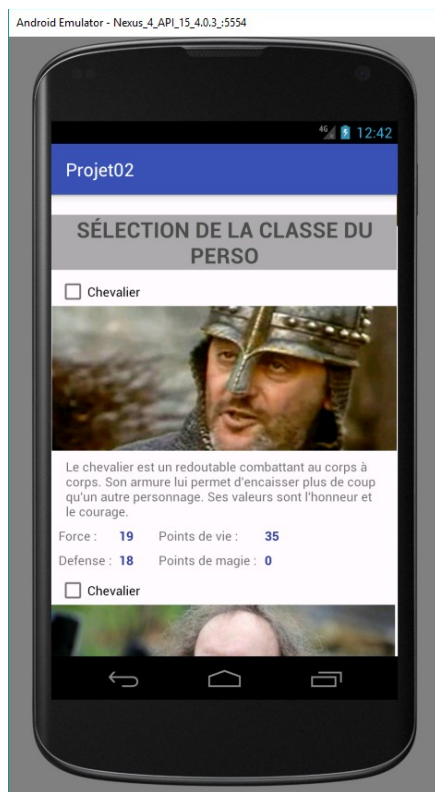 Android Emulator - Nexus_4_API_15_4.0.3_:5554
4G 12:42
Projet02
SÉLECTION DE LA CLASSE DU
PERSO
Chevalier
Le chevalier est un redoutable combattant au corps à
corps. Son armure lui permet d'encaisser plus de coup
qu'un autre personnage. Ses valeurs sont l'honneur et
le courage.
Force : 19 Points de vie : 35
Defense : 18 Points de magie : 0
Chevalier